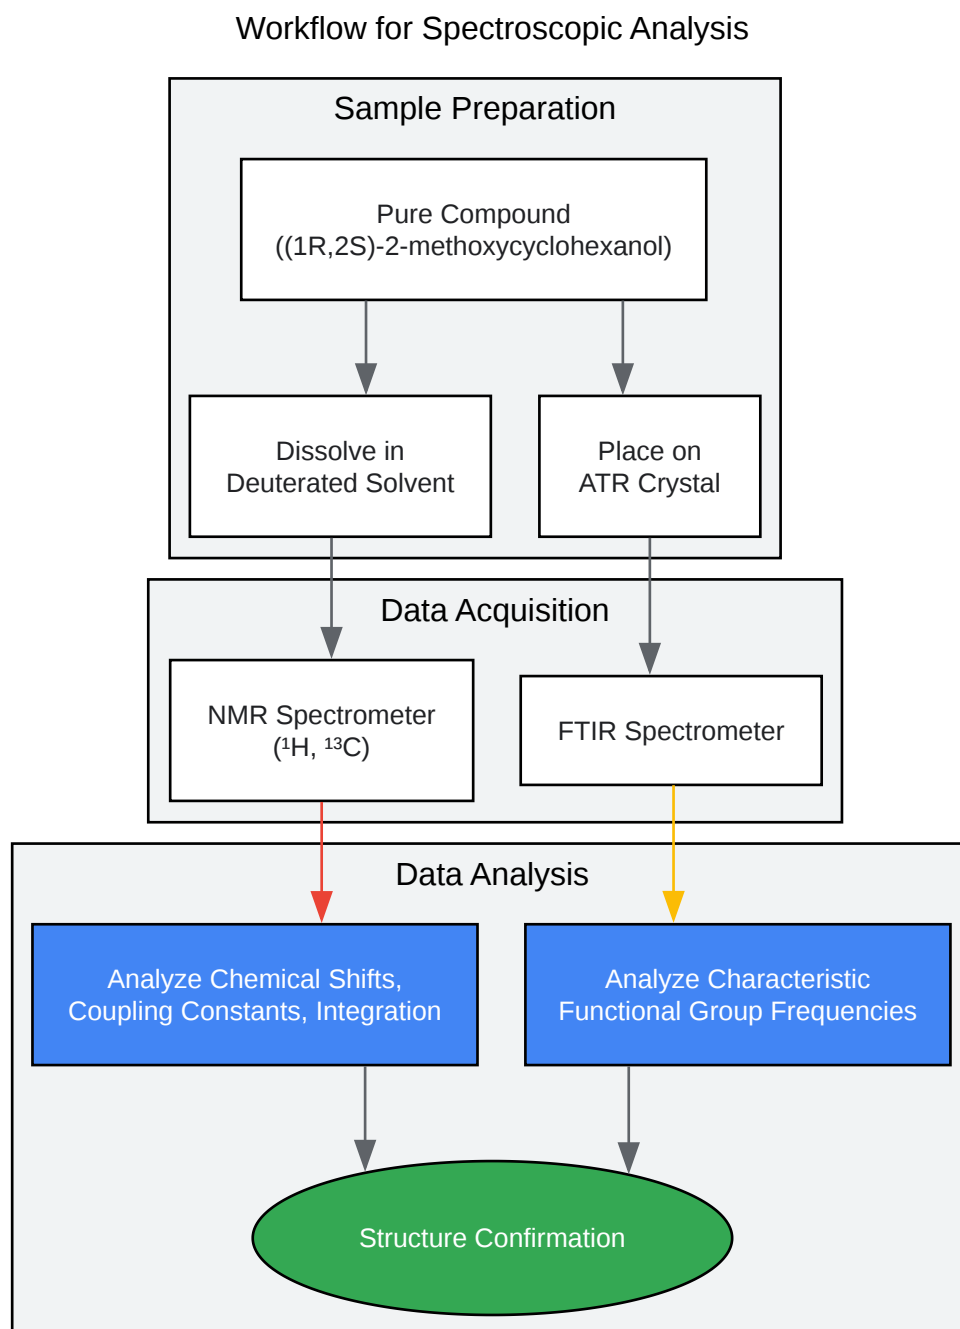 Workflow for Spectroscopic Analysis
Sample Preparation
Pure Compound
((1R,2S)-2-methoxycyclohexanol)
Dissolve in
Deuterated Solvent
Place on
ATR Crystal
Data Acquisition
NMR Spectrometer
(¹H, ¹³C)
FTIR Spectrometer
Data Analysis
Analyze Chemical Shifts,
Coupling Constants, Integration
Analyze Characteristic
Functional Group Frequencies
Structure Confirmation